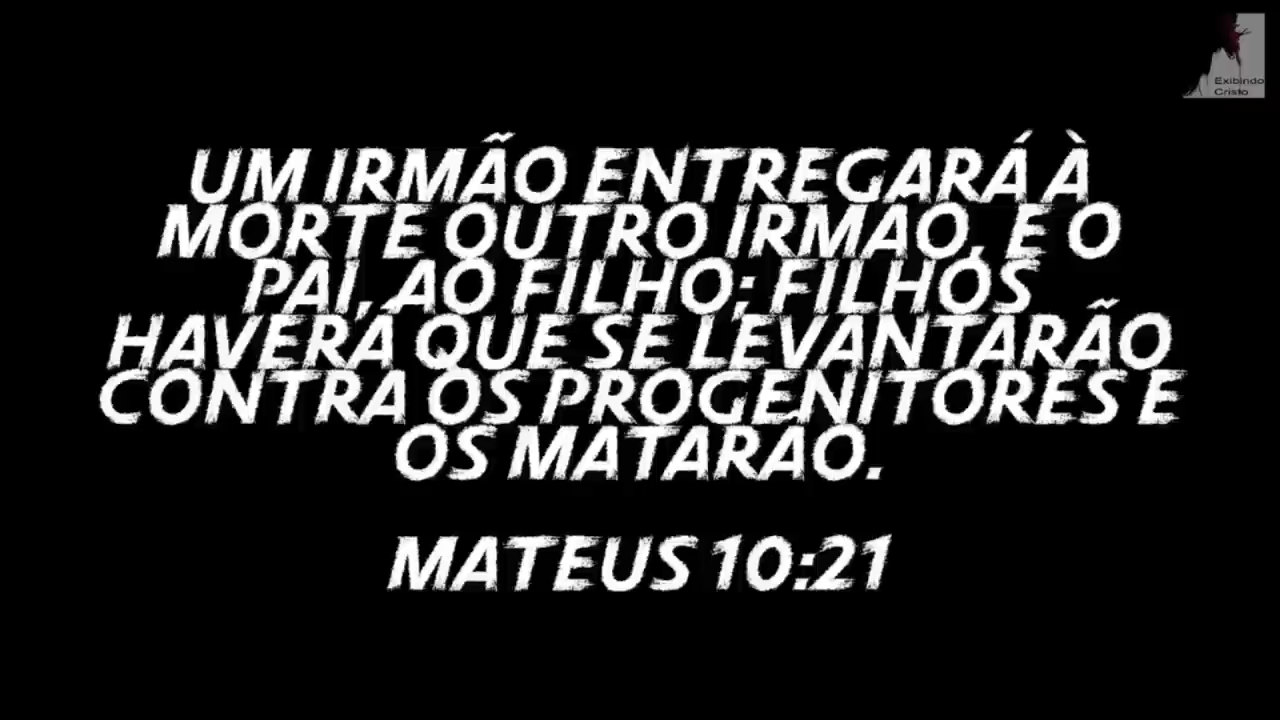 Exibindo
Cristo
UM IRMÃO ENTREGARÁ À
MORTE OUTRO IRMÃO, E O
PAI, AO FILHO; FILHOS
HAVERÁ QUE SE LEVANTARÃO
CONTRA OS PROGENITORES E
OS MATARÃO.
MATEUS 10:21